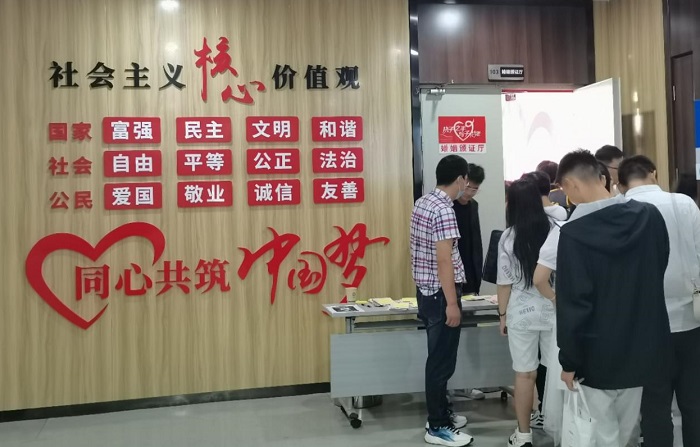 社会主义核心价值观
国家 富强 民主 文明 和谐
社会 自由 平等 公正 法治
公民 爱国 敬业 诚信 友善
同心共筑中国梦
婚姻颁证厅
婚姻颁证厅